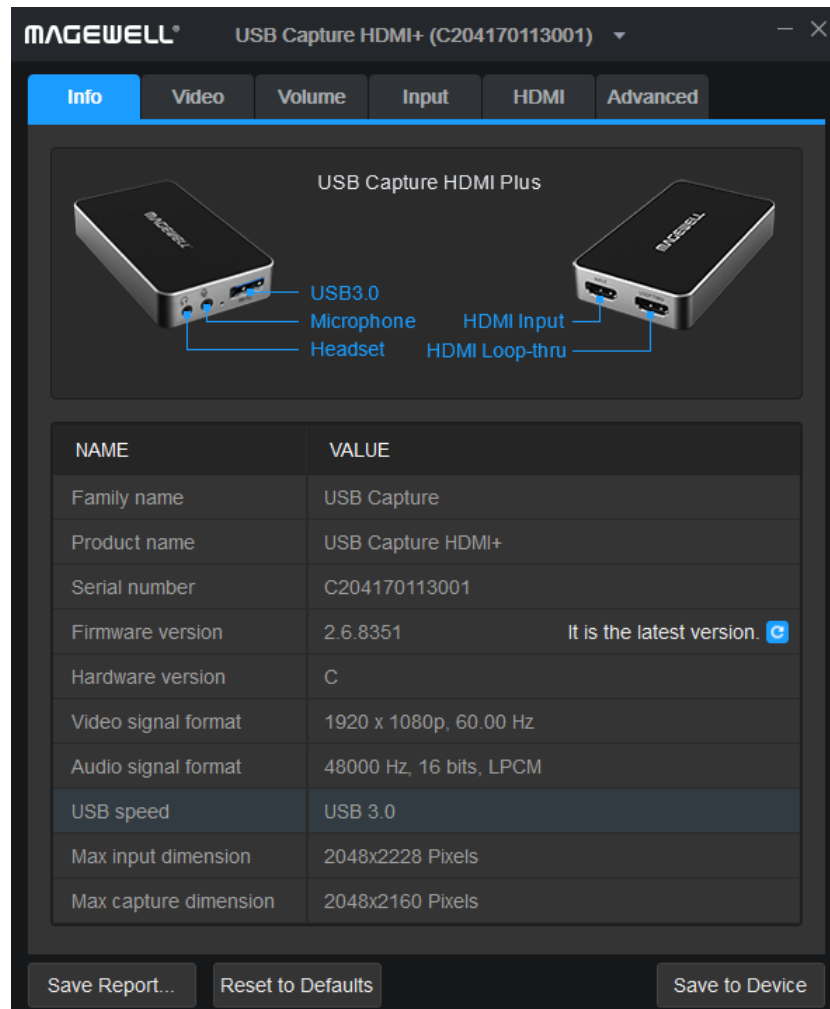 MAGEWELL® USB Capture HDMI+ (C204170113001)
Info Video Volume Input HDMI Advanced
USB Capture HDMI Plus
MAGEWELL
MAGEWELL
USB3.0
Microphone
Headset
HDMI Input
HDMI Loop-thru
NAME VALUE
Family name USB Capture
Product name USB Capture HDMI+
Serial number C204170113001
Firmware version 2.6.8351 It is the latest version.
Hardware version C
Video signal format 1920 x 1080p, 60.00 Hz
Audio signal format 48000 Hz, 16 bits, LPCM
USB speed USB 3.0
Max input dimension 2048x2228 Pixels
Max capture dimension 2048x2160 Pixels
Save Report... Reset to Defaults Save to Device